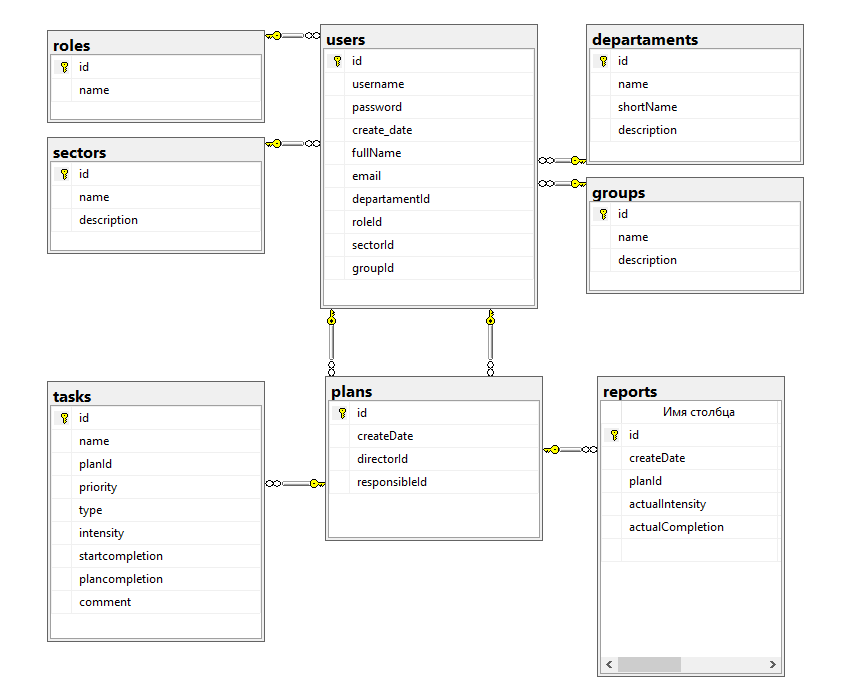 roles
id
name
sectors
id
name
description
users
id
username
password
create_date
fullName
email
departamentId
roleId
sectorId
groupId
departaments
id
name
shortName
description
groups
id
name
description
tasks
id
name
planId
priority
type
intensity
startcompletion
plancompletion
comment
plans
id
createDate
directorId
responsibleId
reports
Имя столбца
id
createDate
planId
actualIntensity
actualCompletion